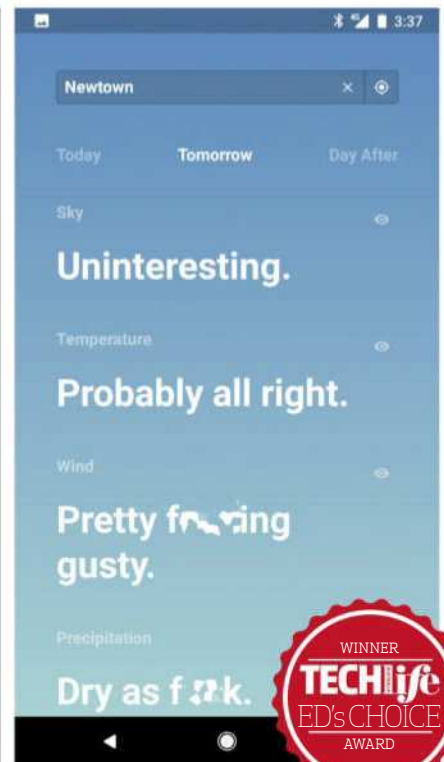 3:37
Newtown
Today Tomorrow Day After
Sky
Uninteresting.
Temperature
Probably all right.
Wind
Pretty
gusty.
Precipitation
Dry as
WINNER
TECHlife
ED's CHOICE
AWARD